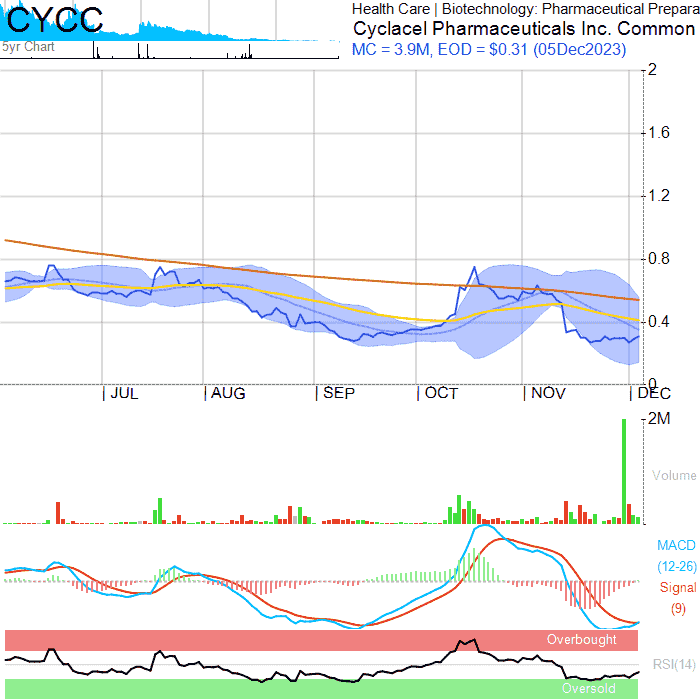 CYCC
5yr Chart
Health Care | Biotechnology: Pharmaceutical Prepara
Cyclacel Pharmaceuticals Inc. Common
MC = 3.9M, EOD = $0.31 (05Dec2023)
2
1.6
1.2
0.8
0.4
0
JUL
AUG
SEP
OCT
NOV
DEC
2M
Volume
MACD
(12-26)
Signal
(9)
Overbought
RSI(14)
Oversold